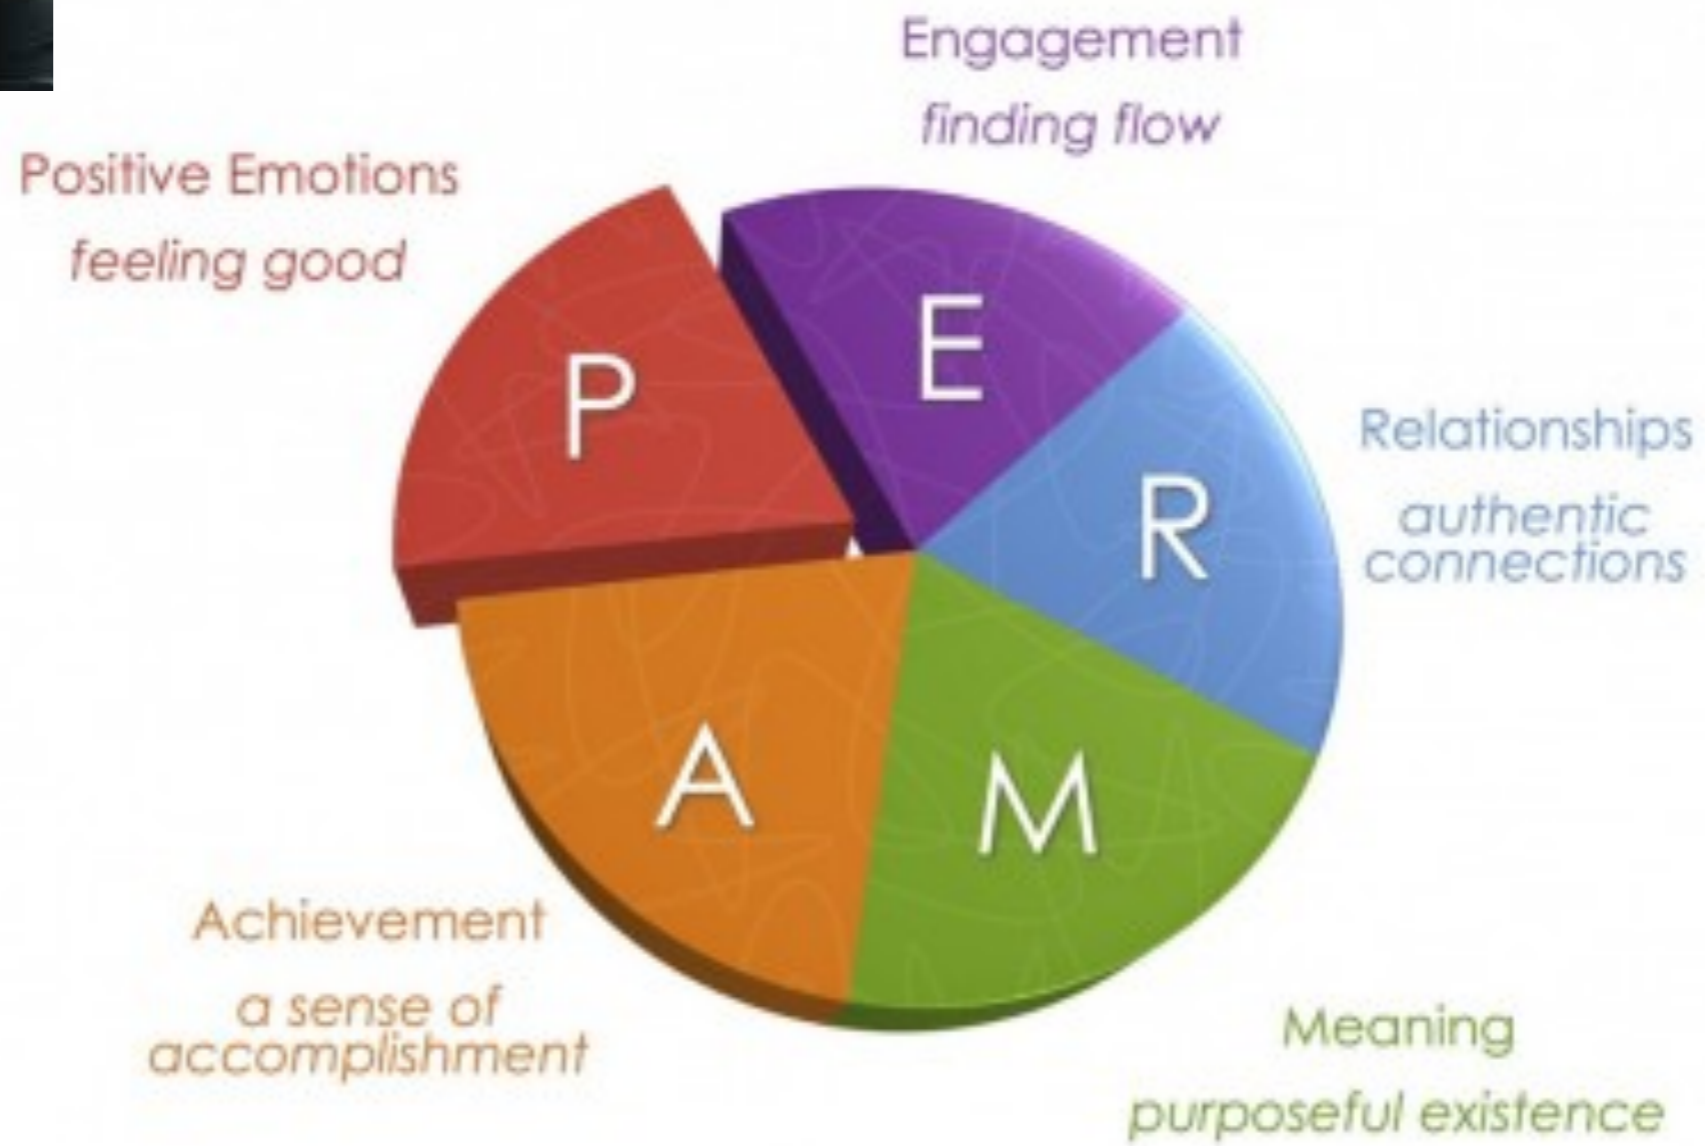 Engagement
finding flow
Positive Emotions
feeling good
P
E
R
Relationships
authentic
connections
A
M
Achievement
a sense of
accomplishment
Meaning
purposeful existence